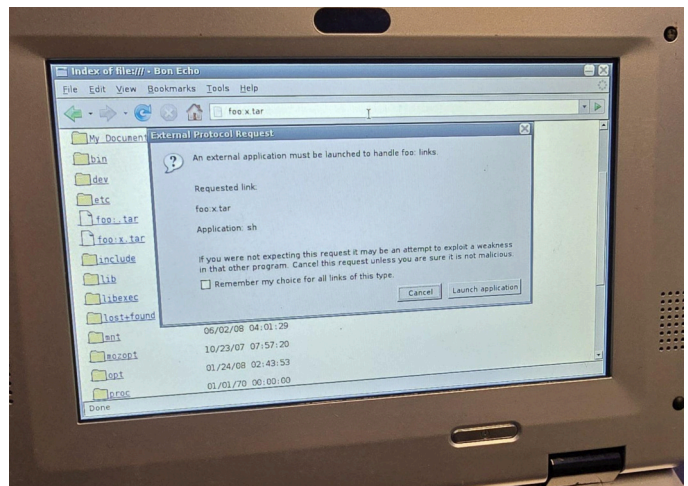 Index of file:/// - Bon Echo
File Edit View Bookmarks Tools Help
foo:x.tar
My Document
External Protocol Request
An external application must be launched to handle foo: links.
Requested link:
foo:x.tar
Application: sh
If you were not expecting this request it may be an attempt to exploit a weakness
in that other program. Cancel this request unless you are sure it is not malicious.
Remember my choice for all links of this type.
Cancel Launch application
bin
dev
etc
foo:.tar
foo:x.tar
include
lib
libexec
lost+found 06/02/08 04:01:29
mnt 10/23/07 07:57:20
mozopt 01/24/08 02:43:53
opt 01/01/70 00:00:00
proc
Done